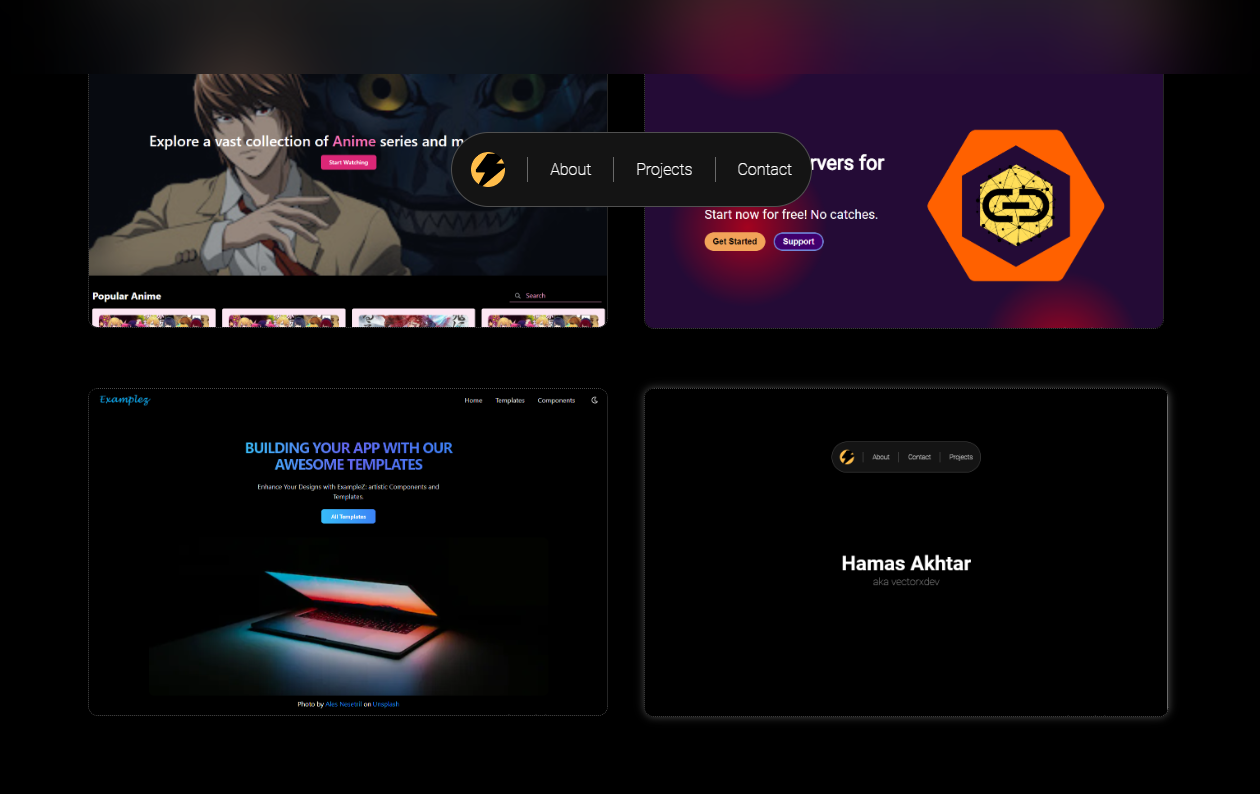 Explore a vast collection of Anime series and m
Start Watching
Popular Anime
Search
About
Projects
Contact
rvers for
Start now for free! No catches.
Get Started
Support
Examplez
Home
Templates
Components
BUILDING YOUR APP WITH OUR
AWESOME TEMPLATES
Enhance Your Designs with ExampleZ: artistic Components and
Templates.
All Templates
Photo by Ales Nesetril on Unsplash
About
Contact
Projects
Hamas Akhtar
aka vectorxdev